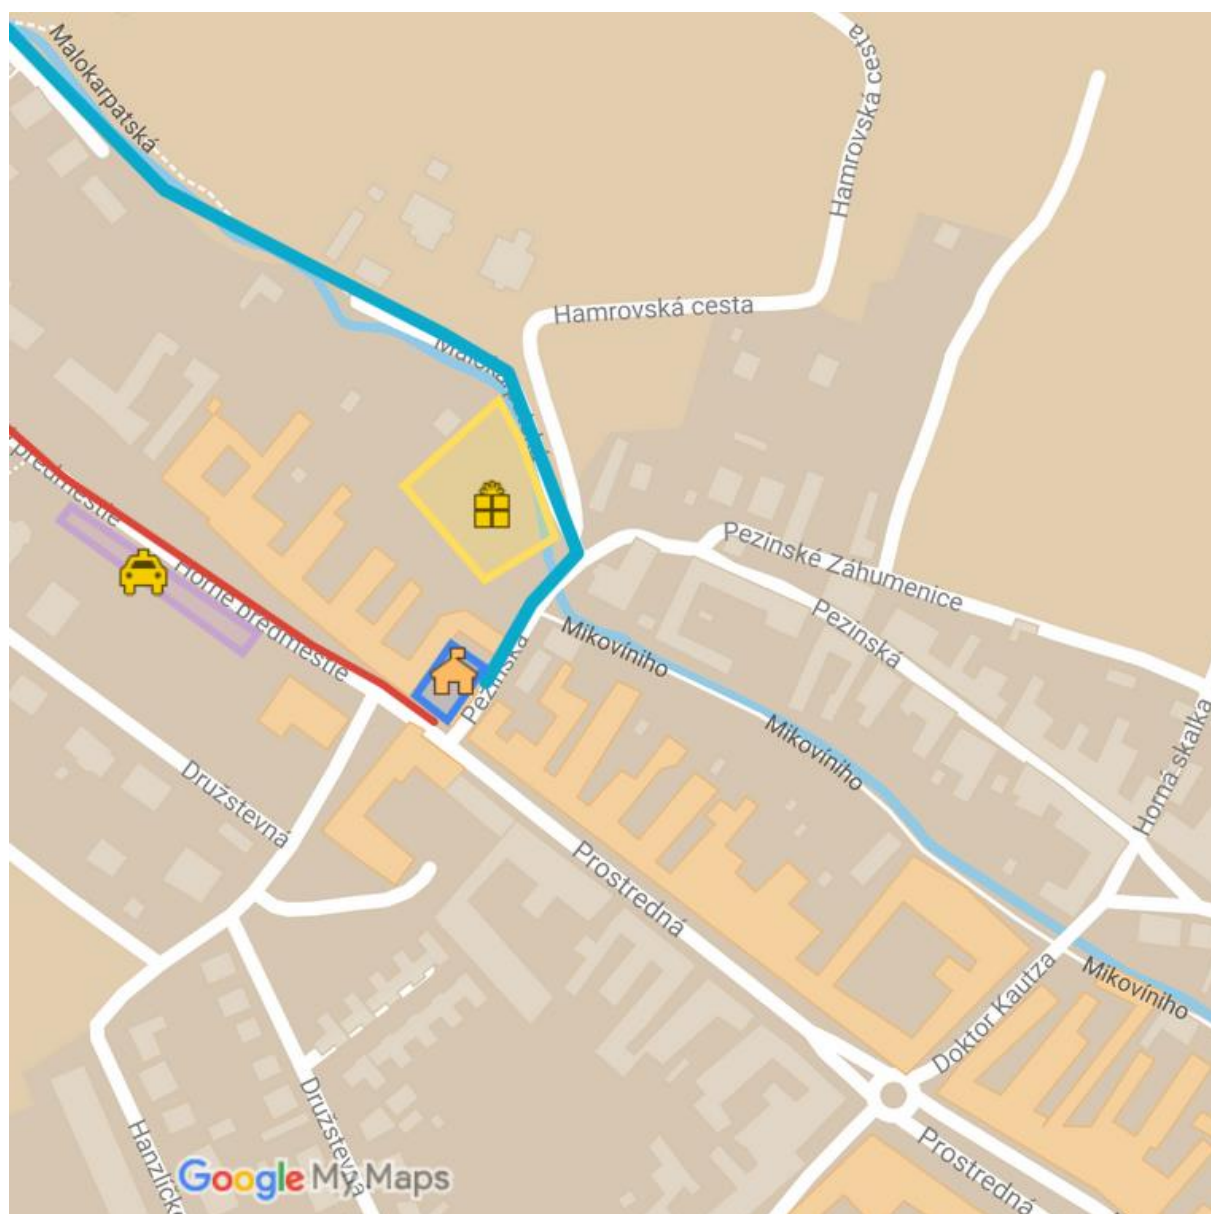 Malokarpatská
Hamrovská cesta
Hamrovská cesta
predmestie
Horné predmestie
Pezinská
Mikovíniho
Pezinské Záhumenice
Pezinská
Mikovíniho
Horná skalka
Družstevná
Prostredná
Doktor Kautza
Mikovíniho
Družstevná
Prostredná
Google My Maps